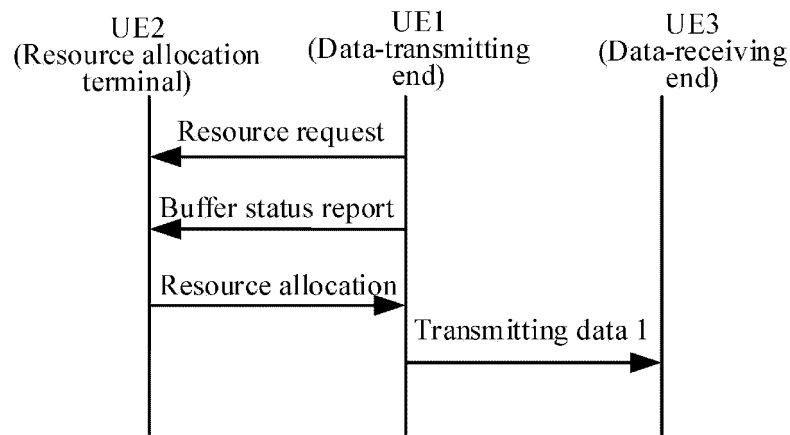 UE2
(Resource allocation
terminal)
UE1
(Data-transmitting
end)
UE3
(Data-receiving
end)
Resource request
Buffer status report
Resource allocation
Transmitting data 1